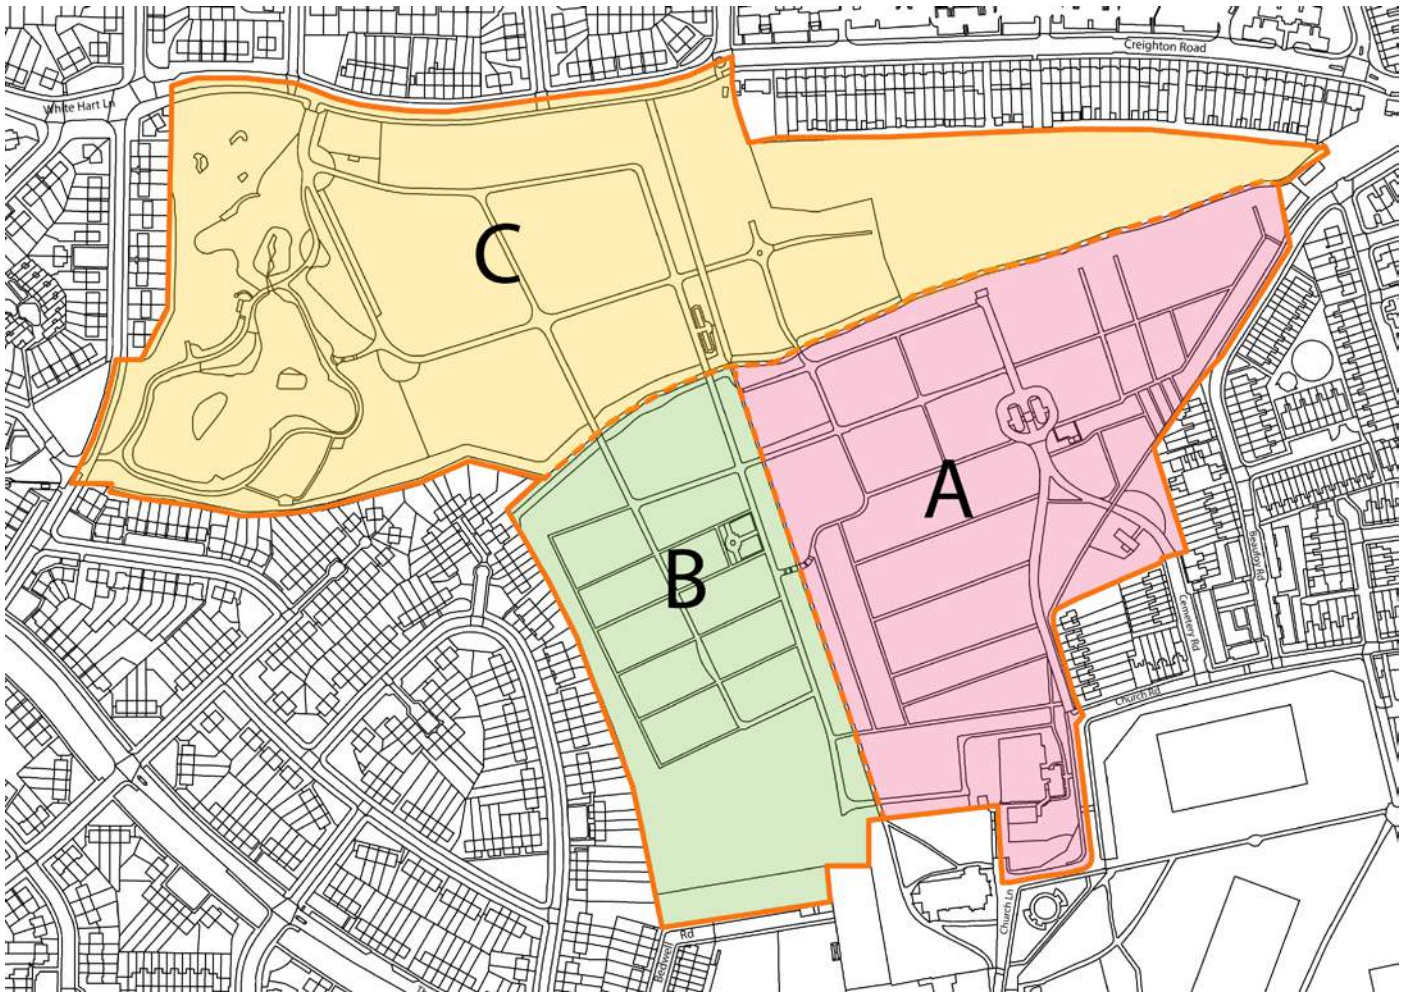 Creighton Road
White Hart Ln
C
A
B
Beaufoy Rd
Cemetery Rd
Church Rd
Church Ln
Rd
Bedwell